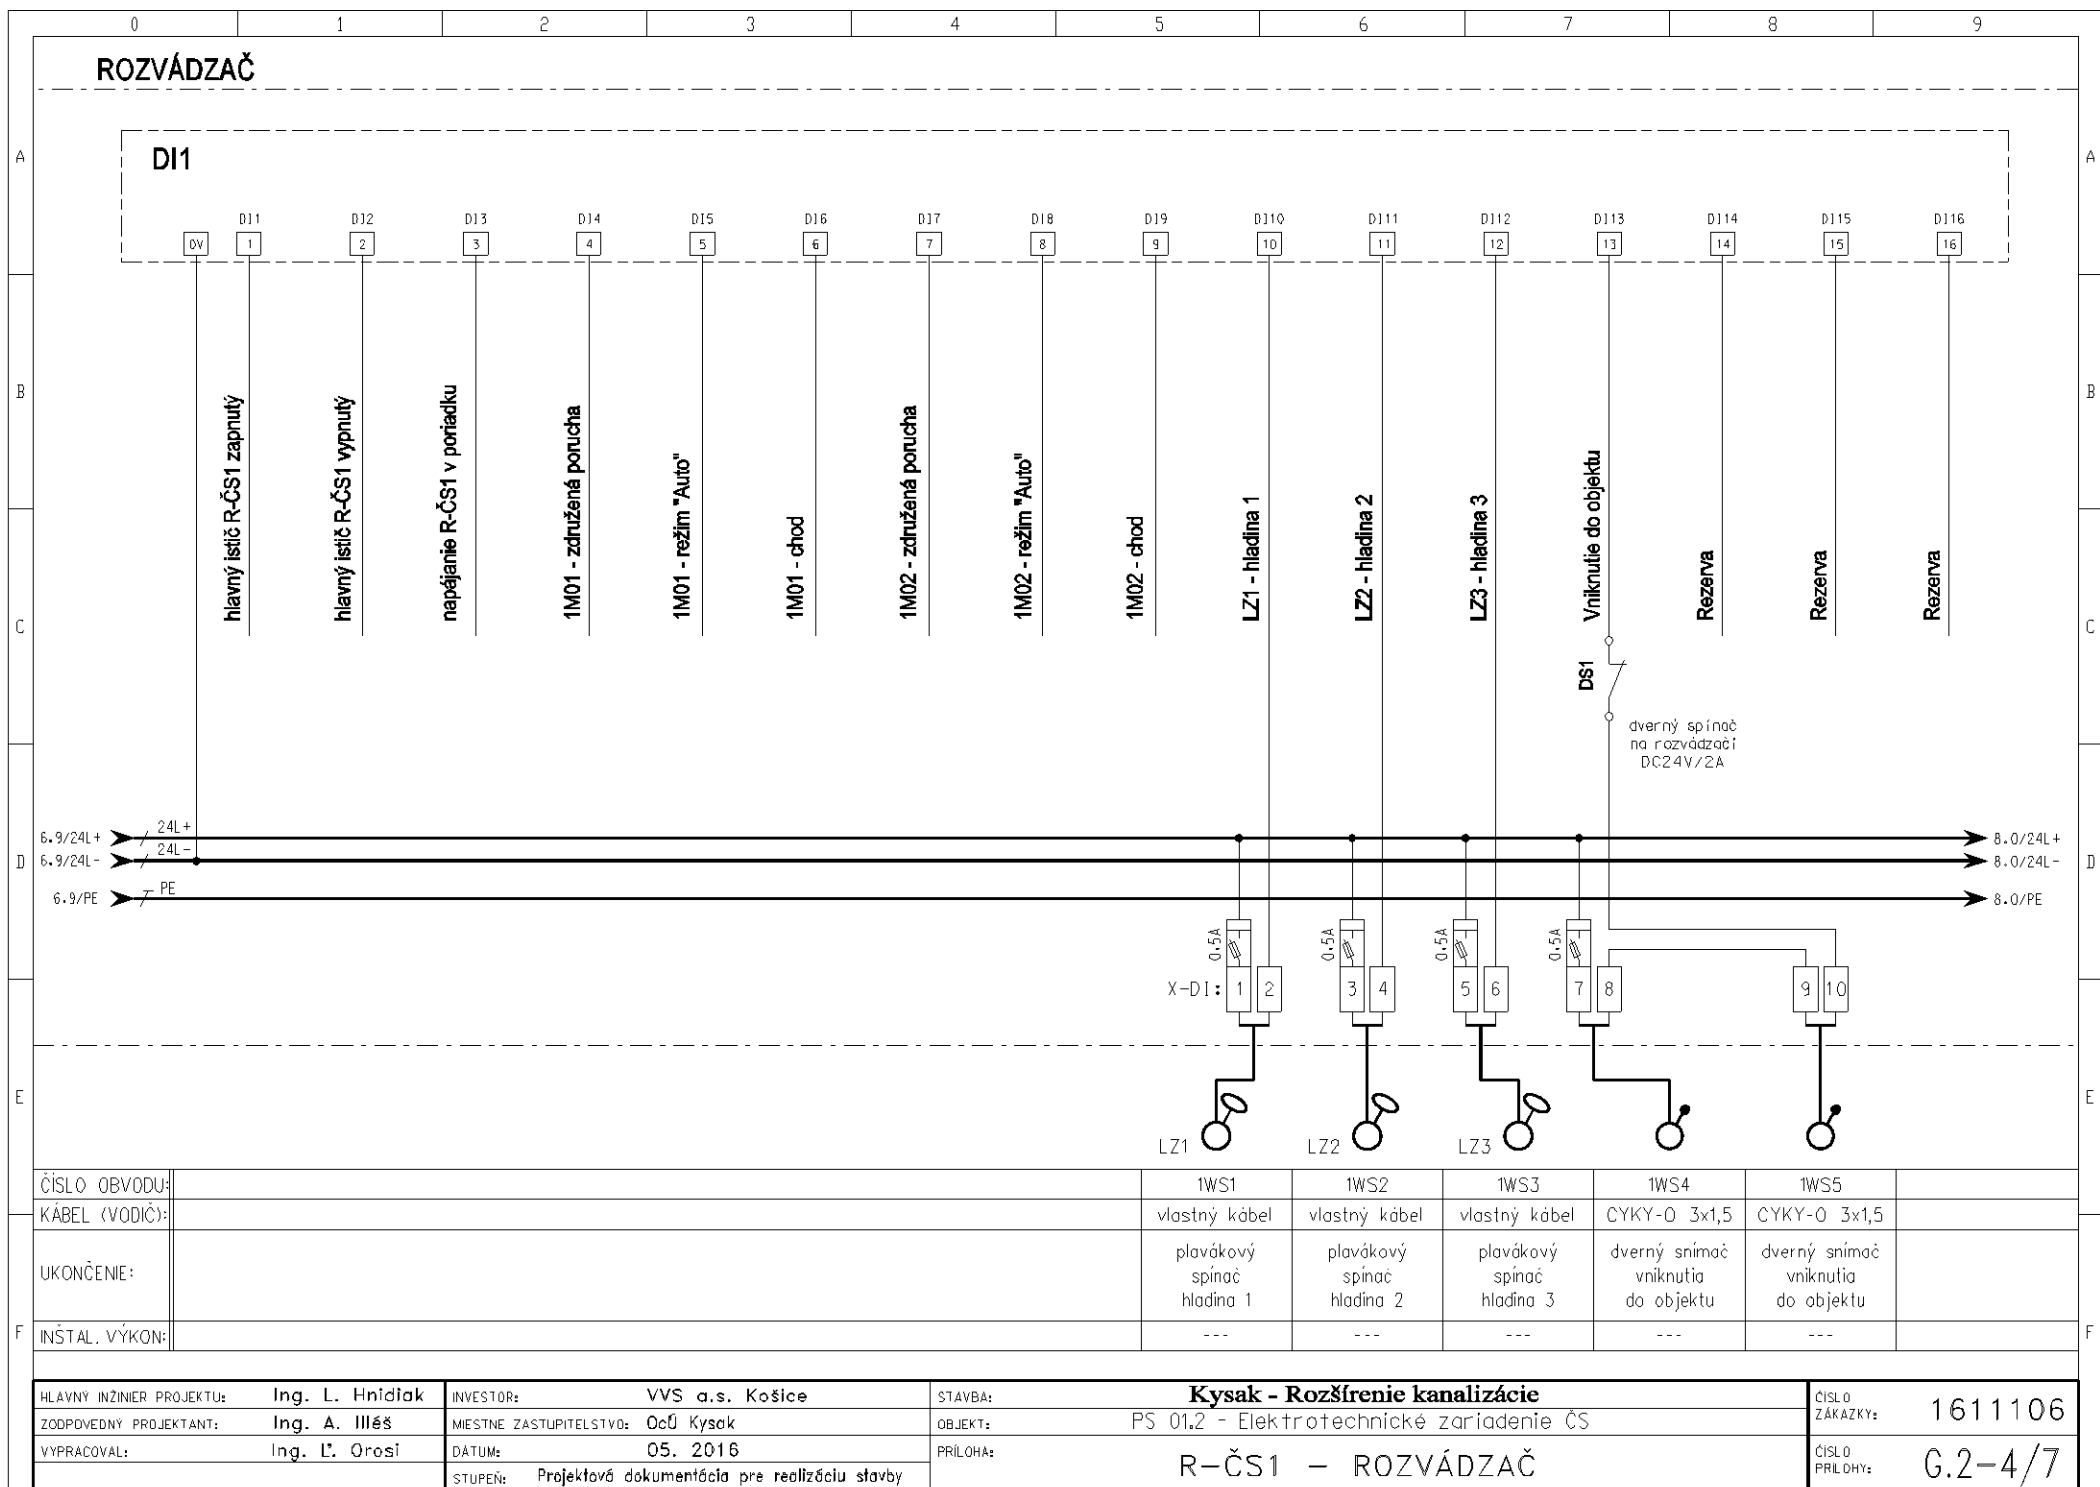 0 1 2 3 4 5 6 7 8 9
ROZVÁDZAČ
A A
DI1
DI1 DI2 DI3 DI4 DI5 DI6 DI7 DI8 DI9 DI10 DI11 DI12 DI13 DI14 DI15 DI16
0V 1 2 3 4 5 6 7 8 9 10 11 12 13 14 15 16
B B
hlavný istič R-ČS1 zapnutý
hlavný istič R-ČS1 vypnutý
napájanie R-ČS1 v poriadku
1M01 - združená porucha
1M01 - režim "Auto"
1M01 - chod
1M02 - združená porucha
1M02 - režim "Auto"
1M02 - chod
LZ1 - hladina 1
LZ2 - hladina 2
LZ3 - hladina 3
Vniknutie do objektu
Rezerva
Rezerva
Rezerva
C C
DS1
dverný spínač
na rozvádzači
DC24V/2A
6.9/24L+ 24L+ 8.0/24L+
D 6.9/24L- 24L- 8.0/24L- D
6.9/PE PE 8.0/PE
0.5A 0.5A 0.5A 0.5A
X-DI: 1 2 3 4 5 6 7 8 9 10
E E
LZ1 LZ2 LZ3
ČÍSLO OBVODU: 1WS1 1WS2 1WS3 1WS4 1WS5
KÁBEL (VODIČ): vlastný kábel vlastný kábel vlastný kábel CYKY-O 3x1,5 CYKY-O 3x1,5
UKONČENIE:
plavákový
spínač
hladina 1
plavákový
spínač
hladina 2
plavákový
spínač
hladina 3
dverný snímač
vniknutia
do objektu
dverný snímač
vniknutia
do objektu
F INŠTAL. VÝKON: --- --- --- --- --- F
HLAVNÝ INŽINIER PROJEKTU: Ing. L. Hnidiak
ZODPOVEDNÝ PROJEKTANT: Ing. A. Illéš
VYPRACOVAL: Ing. Ľ. Orosi
INVESTOR: VVS a.s. Košice
MIESTNE ZASTUPITELSTVO: OcÚ Kysak
DÁTUM: 05. 2016
STUPEŇ: Projektová dokumentácia pre realizáciu stavby
STAVBA: Kysak - Rozšírenie kanalizácie
OBJEKT: PS 01.2 - Elektrotechnické zariadenie ČS
PRÍLOHA: R-ČS1 - ROZVÁDZAČ
ČÍSLO
ZÁKAZKY: 1611106
ČÍSLO
PRÍLOHY: G.2-4/7